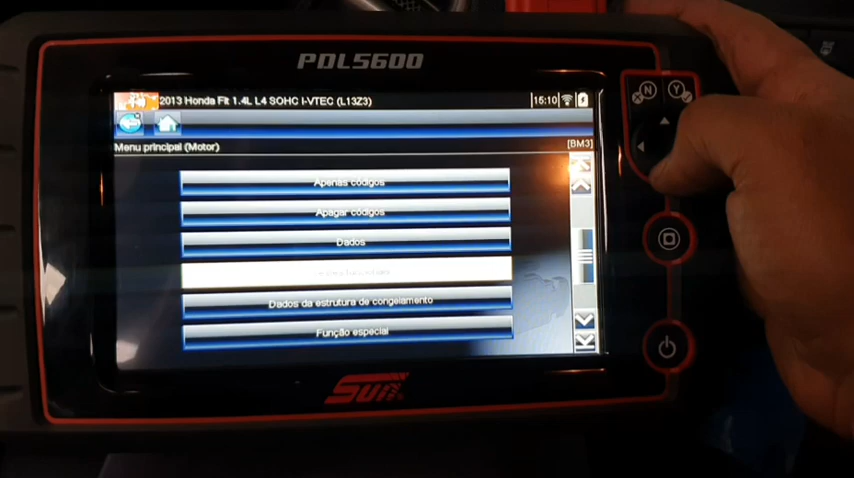 PDL5600
2013 Honda Fit 1.4L L4 SOHC I-VTEC (L13Z3)
15:10
Menu principal (Motor)
[BM3]
Apenas códigos
Apagar códigos
Dados
Dados da estrutura de congelamento
Função especial
N
X
Y
Sun